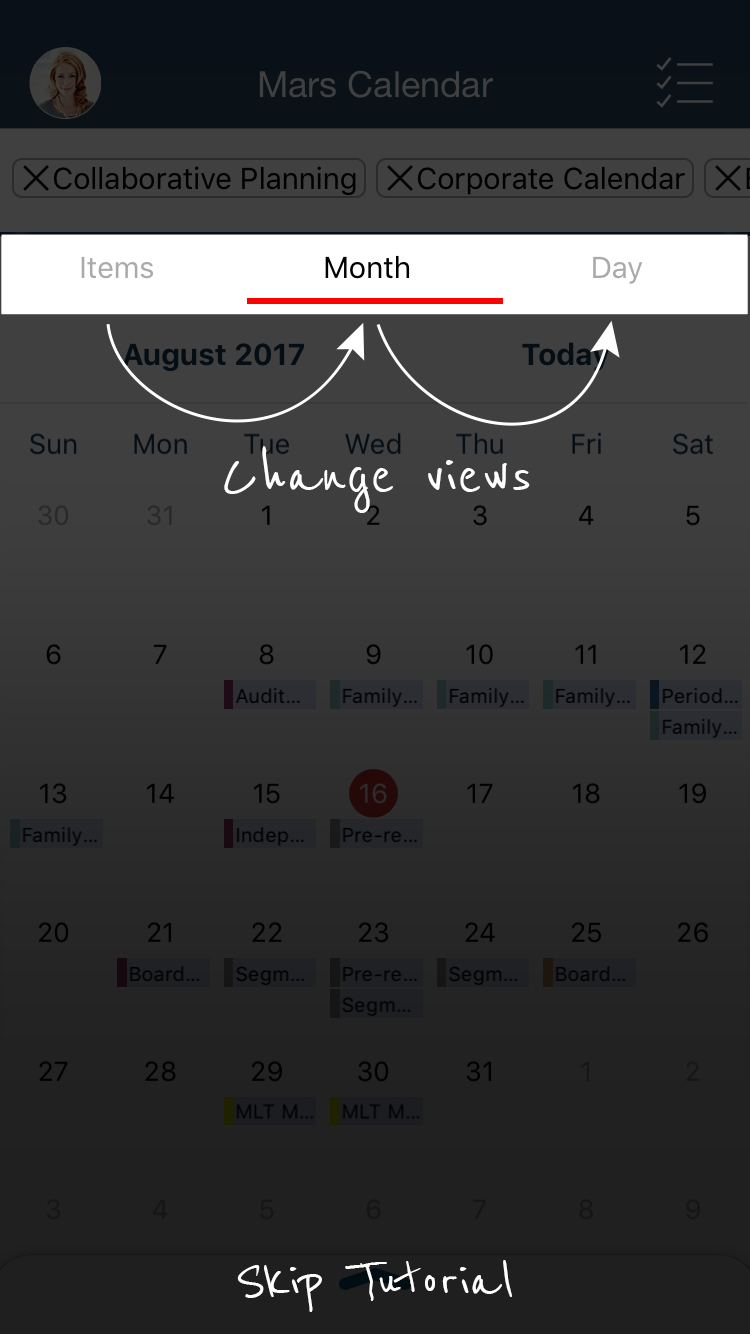 Mars Calendar
Collaborative Planning Corporate Calendar
Items Month Day
August 2017 Today
Sun Mon Tue Wed Thu Fri Sat
Change views
30 31 1 2 3 4 5
6 7 8 9 10 11 12
Audit... Family... Family... Family... Period...
Family...
13 14 15 16 17 18 19
Family... Indep... Pre-re...
20 21 22 23 24 25 26
Board... Segm... Pre-re... Segm... Board...
Segm...
27 28 29 30 31 1 2
MLT M... MLT M...
3 4 5 6 7 8 9
Skip Tutorial